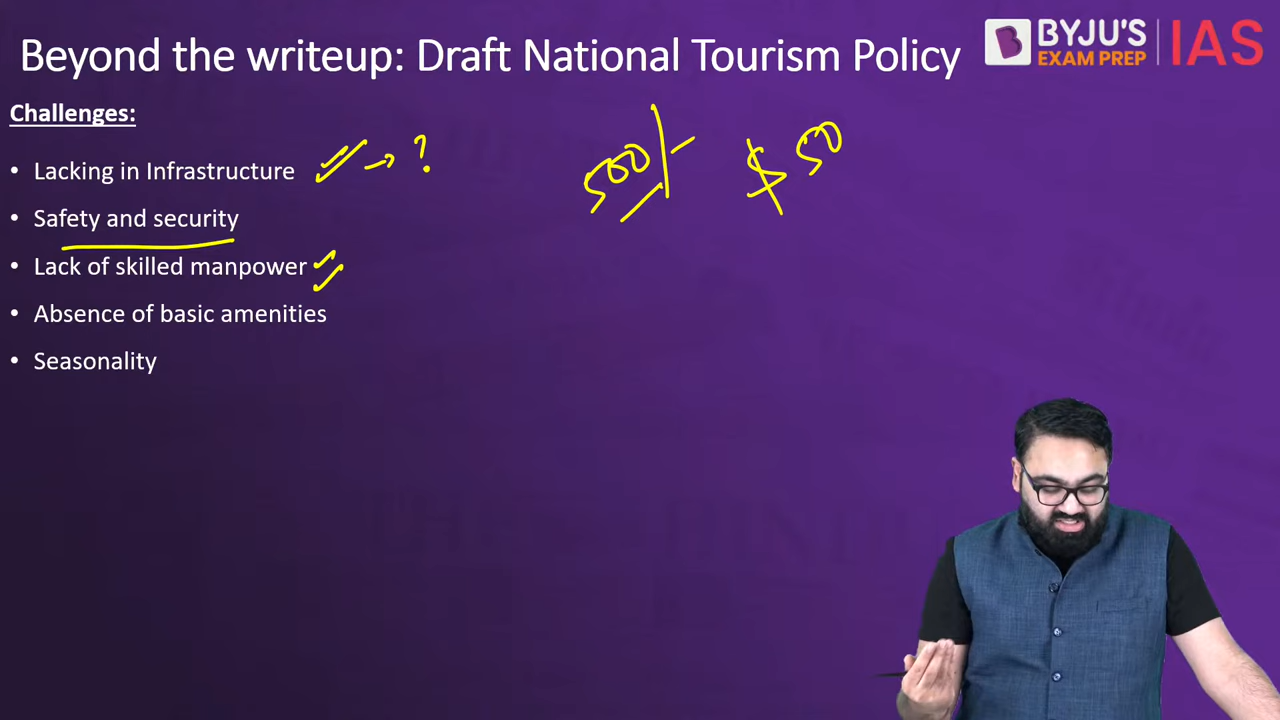 Beyond the writeup: Draft National Tourism Policy
BYJU'S
EXAM PREP
IAS
Challenges:
• Lacking in Infrastructure → ?
500/- $50
• Safety and security
• Lack of skilled manpower
• Absence of basic amenities
• Seasonality